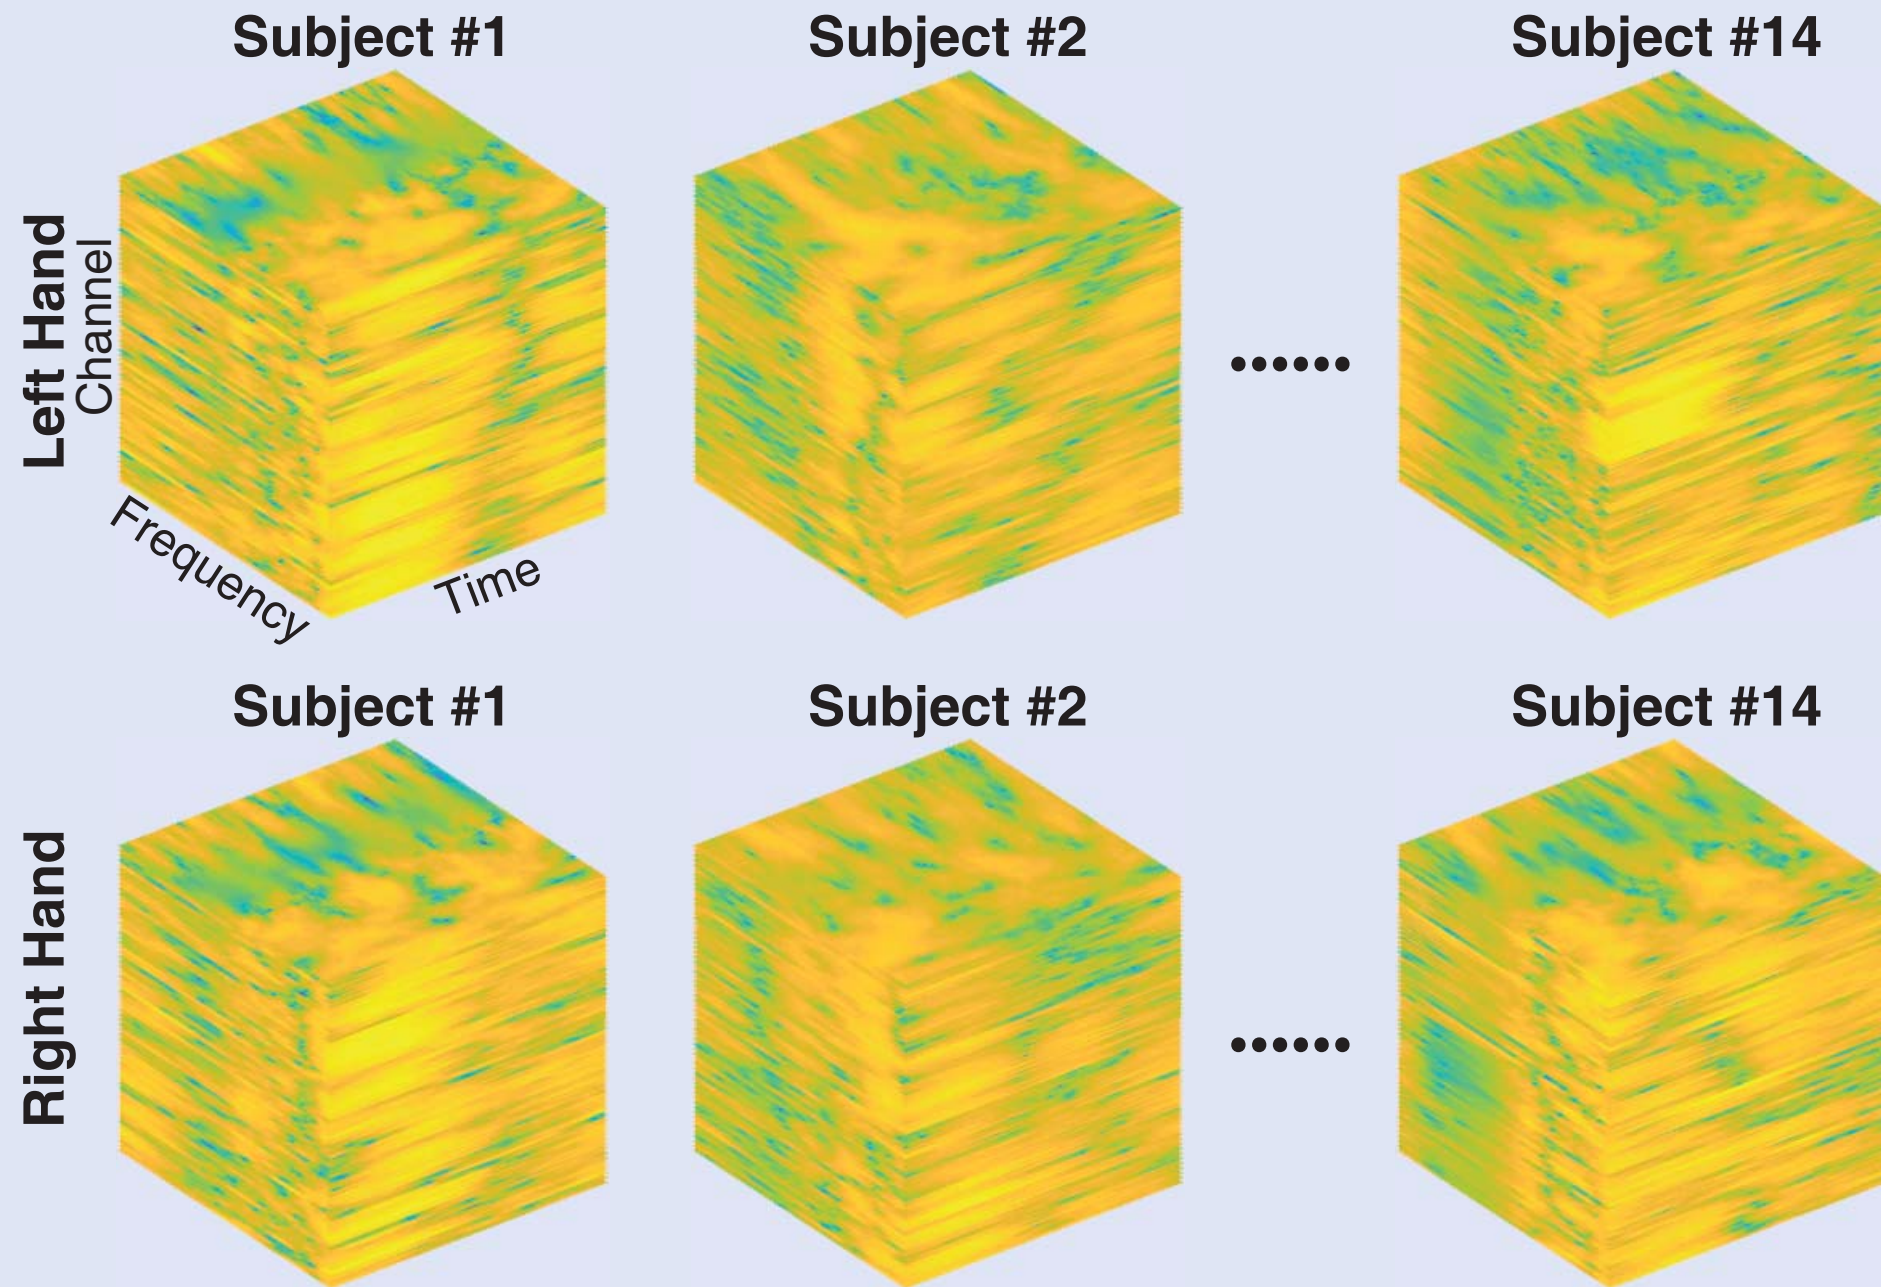 Subject #1
Subject #2
Subject #14
Left Hand
Channel
Frequency
Time
......
Subject #1
Subject #2
Subject #14
Right Hand
......